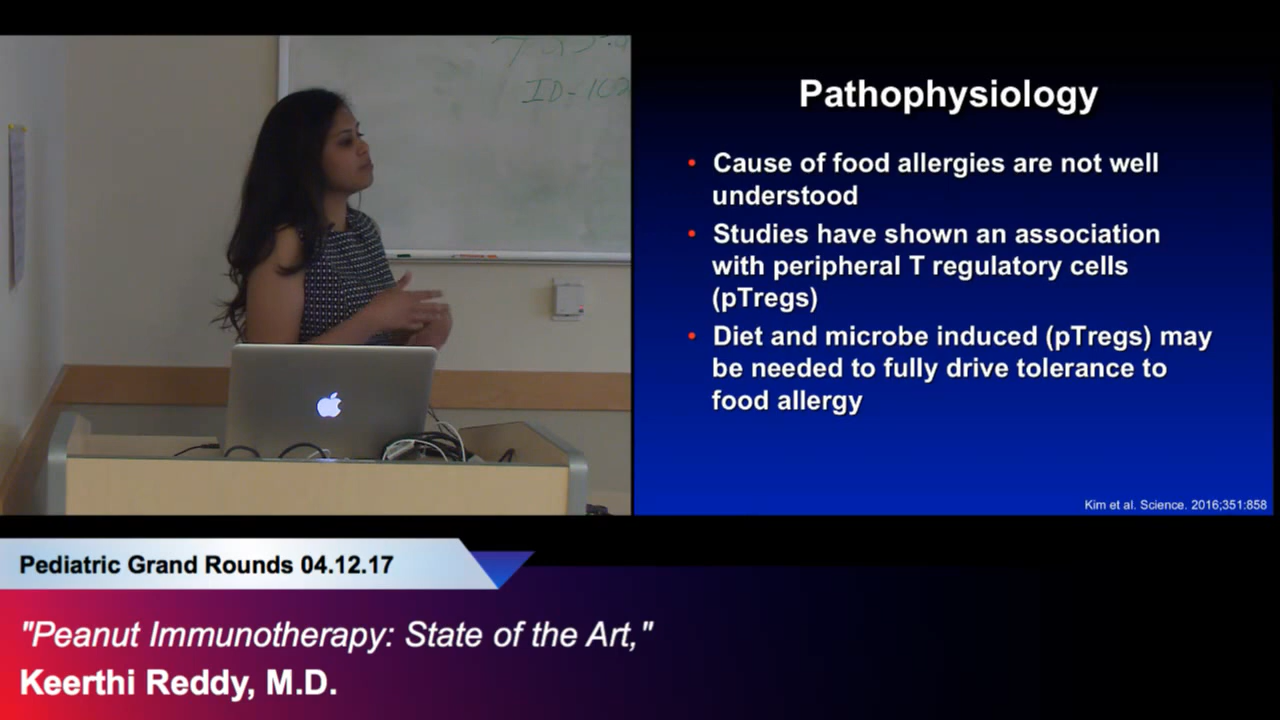 ID-102
Pathophysiology
• Cause of food allergies are not well
understood
• Studies have shown an association
with peripheral T regulatory cells
(pTregs)
• Diet and microbe induced (pTregs) may
be needed to fully drive tolerance to
food allergy
Kim et al. Science. 2016;351:858
Pediatric Grand Rounds 04.12.17
"Peanut Immunotherapy: State of the Art,"
Keerthi Reddy, M.D.